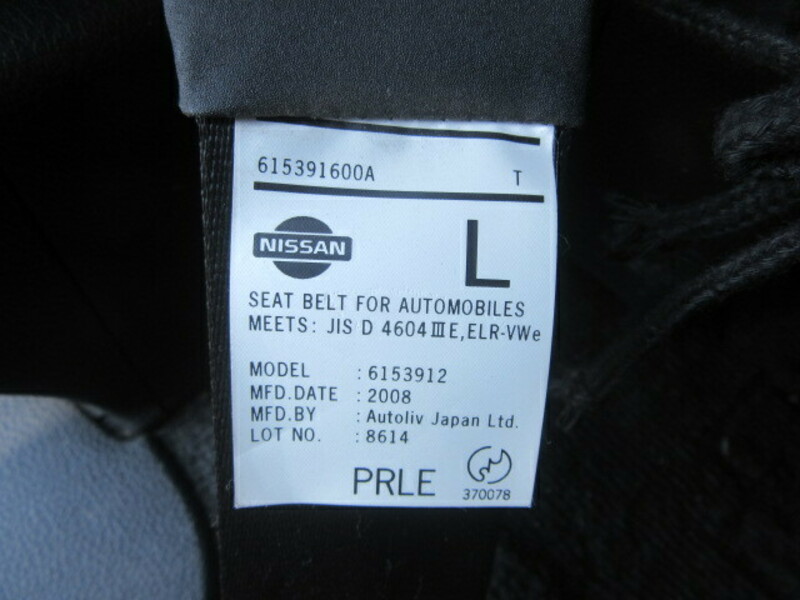 615391600A T
NISSAN L
SEAT BELT FOR AUTOMOBILES
MEETS: JIS D 4604ⅢE,ELR-VWe
MODEL : 6153912
MFD.DATE : 2008
MFD.BY : Autoliv Japan Ltd.
LOT NO. : 8614
PRLE
370078